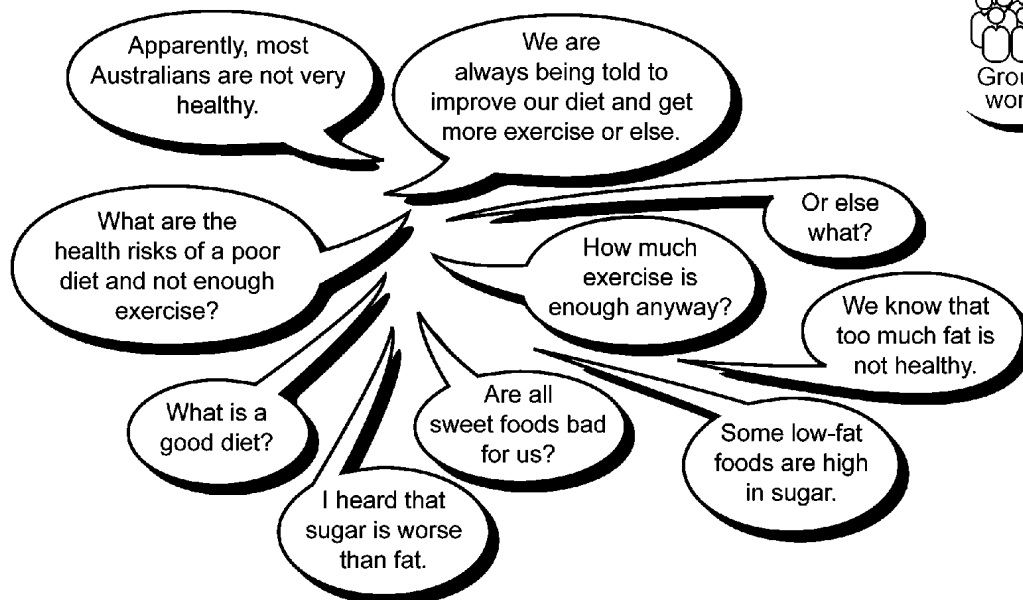 Apparently, most
Australians are not very
healthy.
We are
always being told to
improve our diet and get
more exercise or else.
What are the
health risks of a poor
diet and not enough
exercise?
Or else
what?
How much
exercise is
enough anyway?
We know that
too much fat is
not healthy.
What is a
good diet?
Are all
sweet foods bad
for us?
Some low-fat
foods are high
in sugar.
I heard that
sugar is worse
than fat.